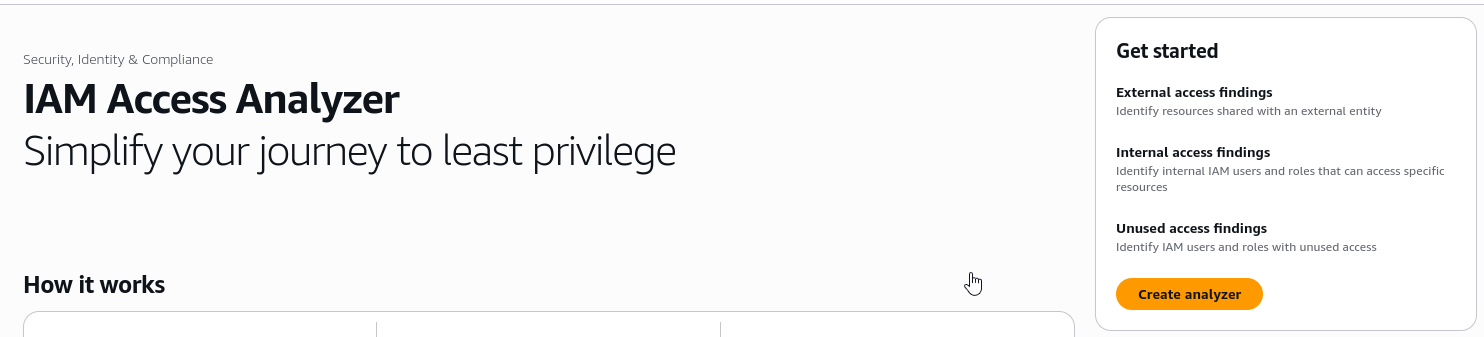 Security, Identity & Compliance
IAM Access Analyzer
Simplify your journey to least privilege
How it works
Get started
External access findings
Identify resources shared with an external entity
Internal access findings
Identify internal IAM users and roles that can access specific
resources
Unused access findings
Identify IAM users and roles with unused access
Create analyzer